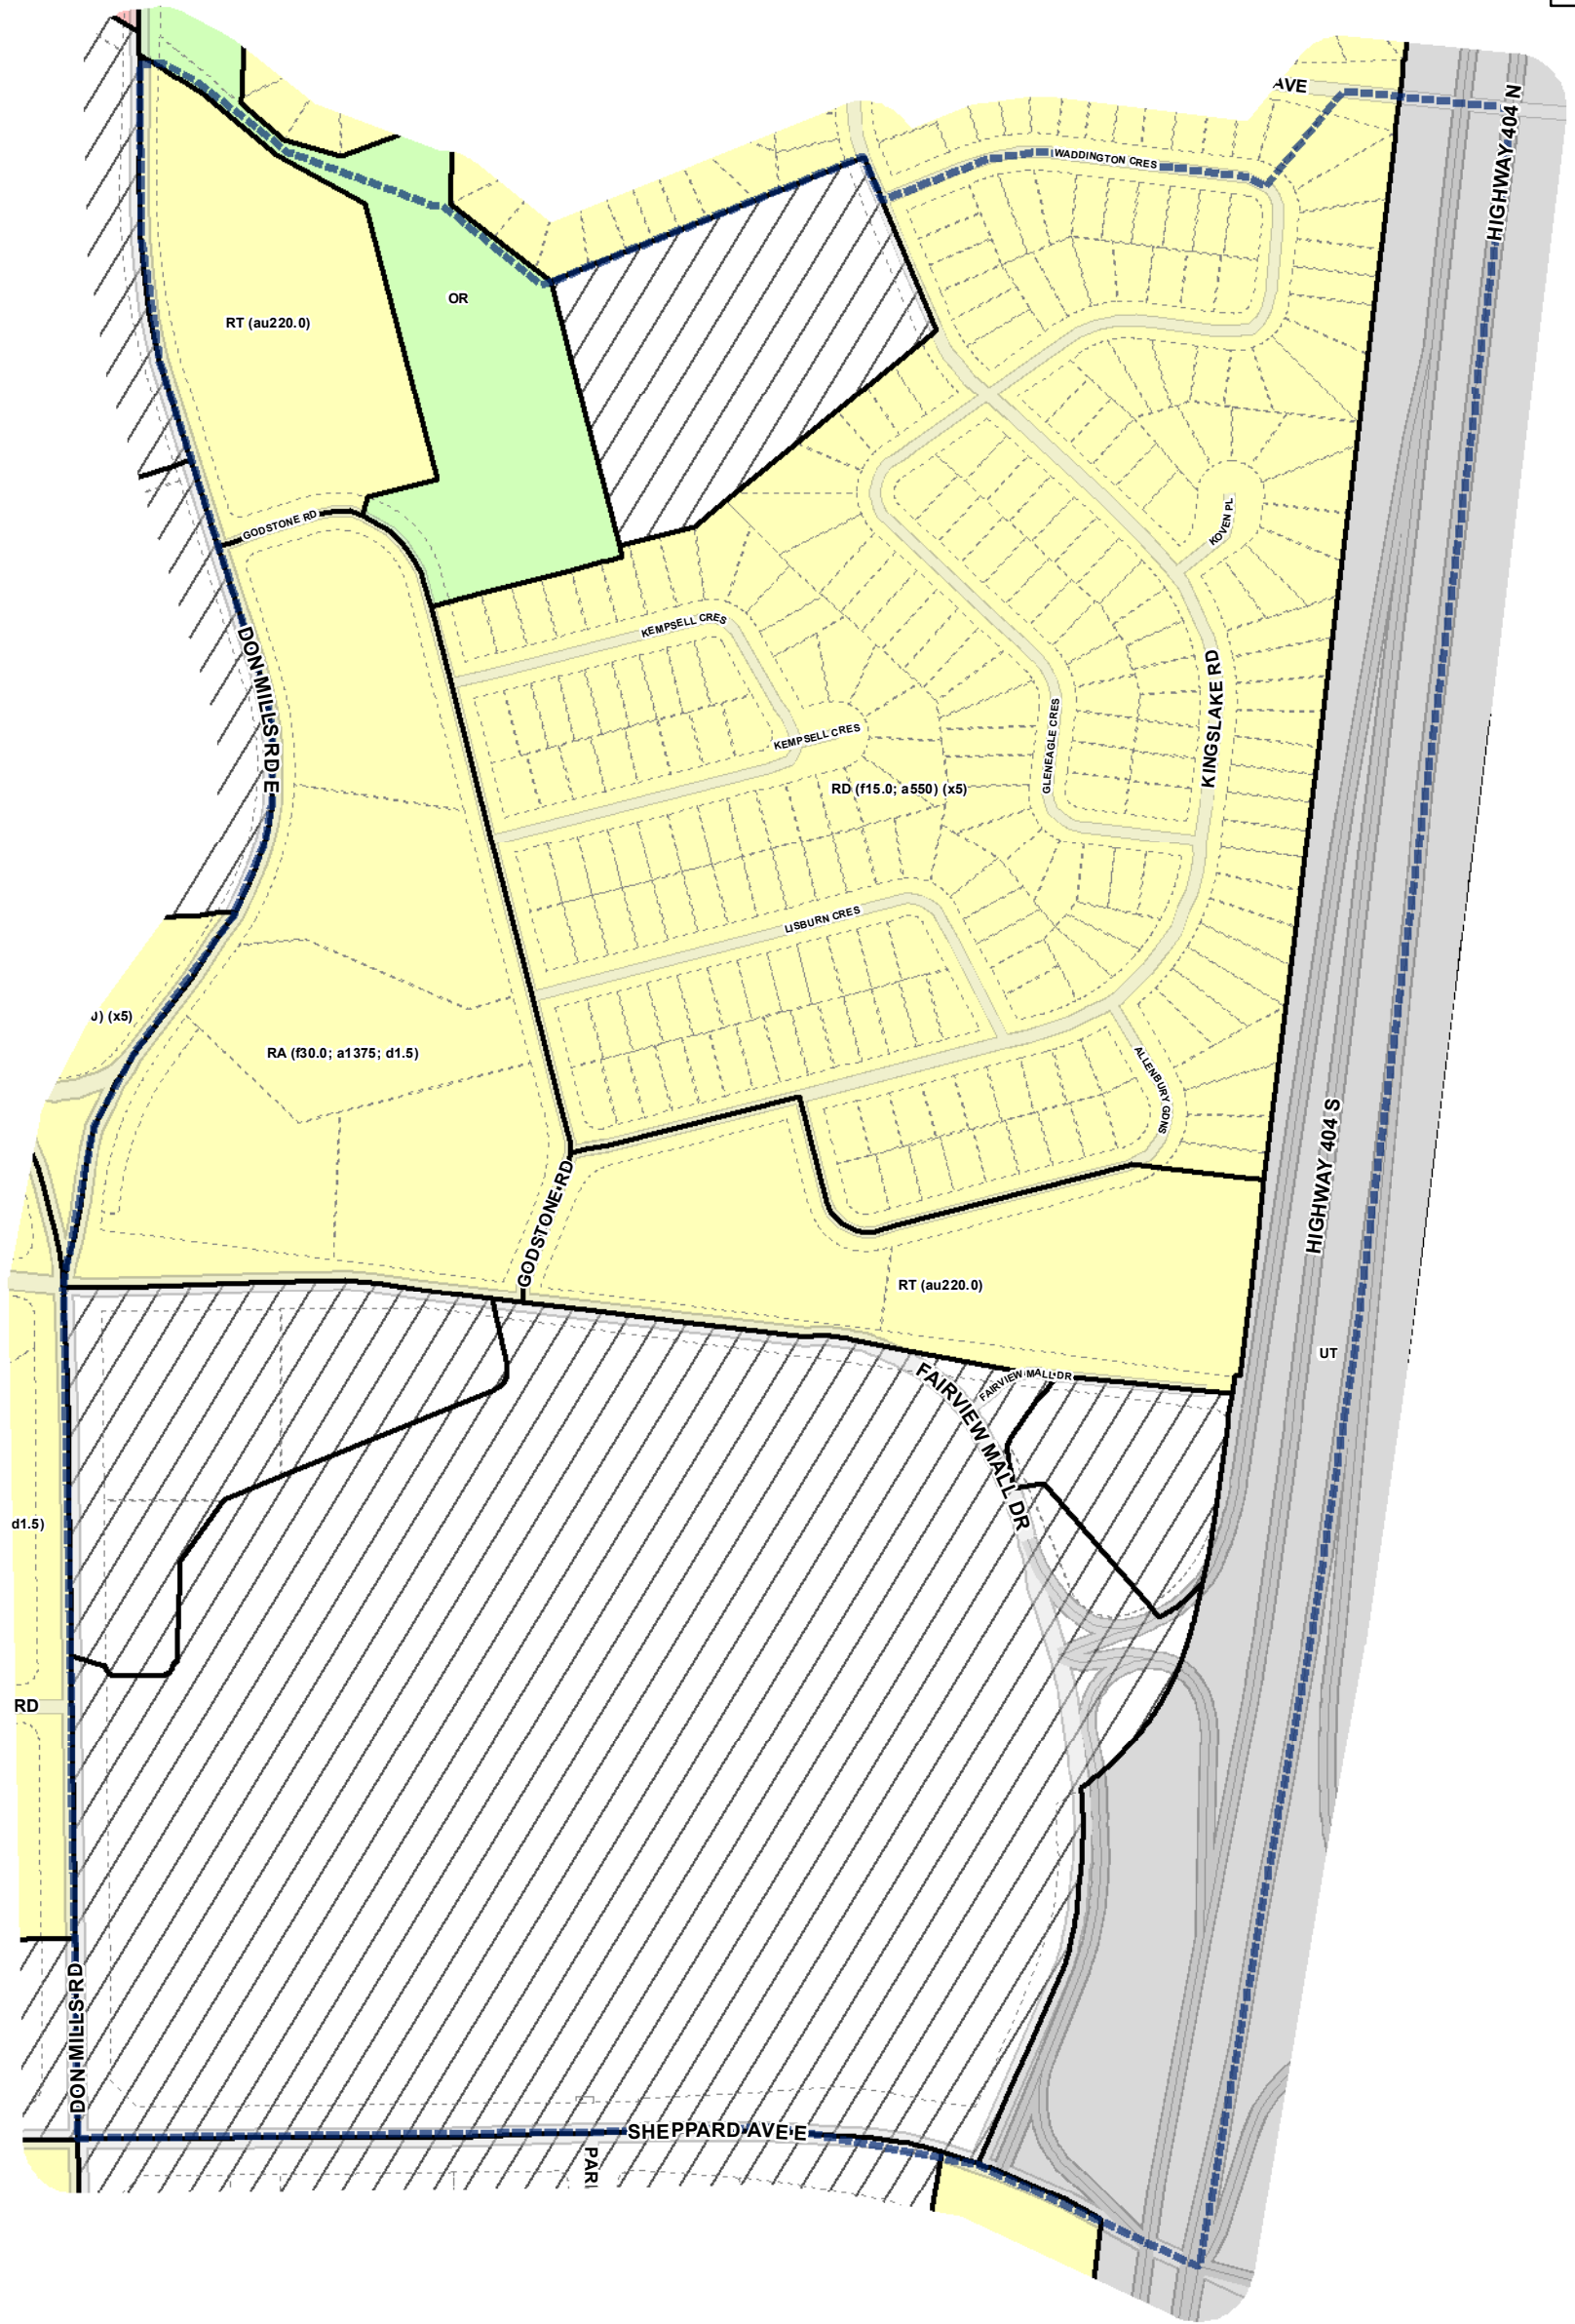 AVE
HIGHWAY 404 N
WADDINGTON CRES
OR
RT (au220.0)
GODSTONE RD
KOVEN PL
KEMPSELL CRES
DON MILLS RD E
KINGSLAKE RD
GLENEAGLE CRES
KEMPSELL CRES
RD (f15.0; a550) (x5)
LISBURN CRES
) (x5)
RA (f30.0; a1375; d1.5)
ALLENBURY GDNS
HIGHWAY 404 S
GODSTONE RD
RT (au220.0)
UT
FAIRVIEW MALL DR
FAIRVIEW MALL DR
d1.5)
RD
DON MILLS RD
SHEPPARD AVE E
PAR